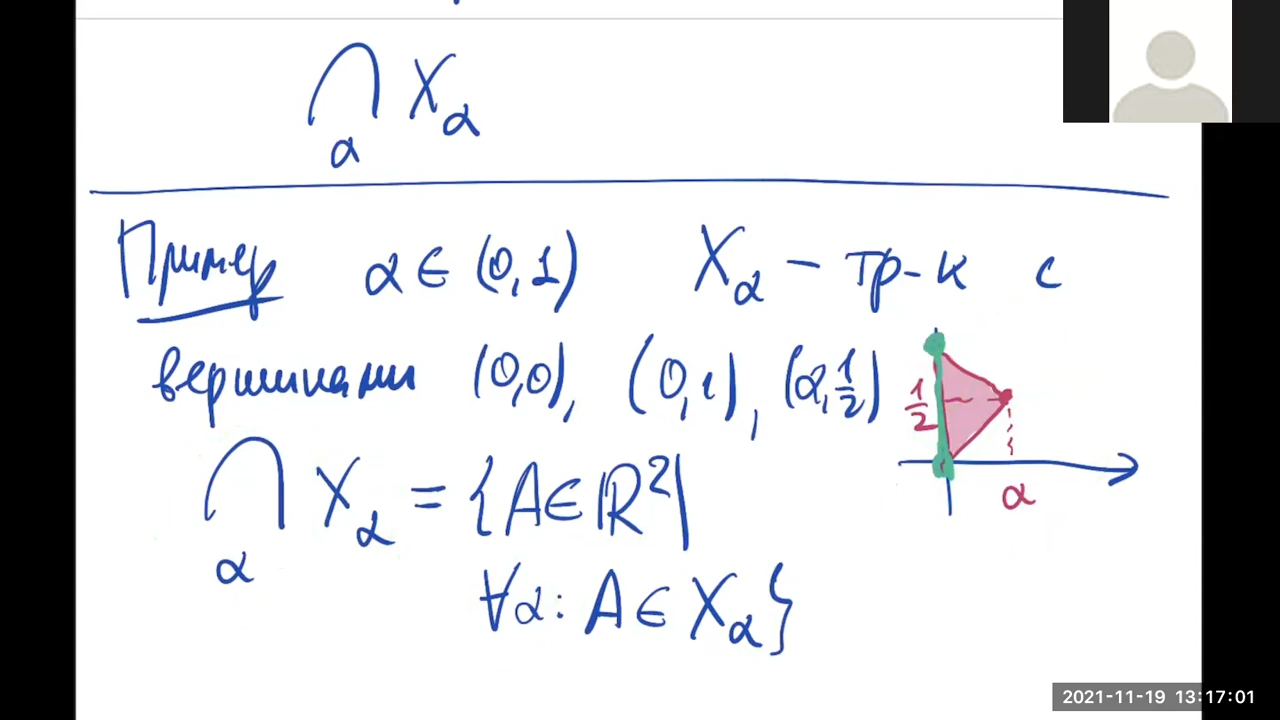 ⋂ X_α
α
Пример α ∈ (0,1) X_α – тр-к с
вершинами (0,0), (0,1), (α,1/2)
1/2
α
⋂ X_α = {A ∈ ℝ² |
α
∀α: A ∈ X_α}
2021-11-19 13:17:01